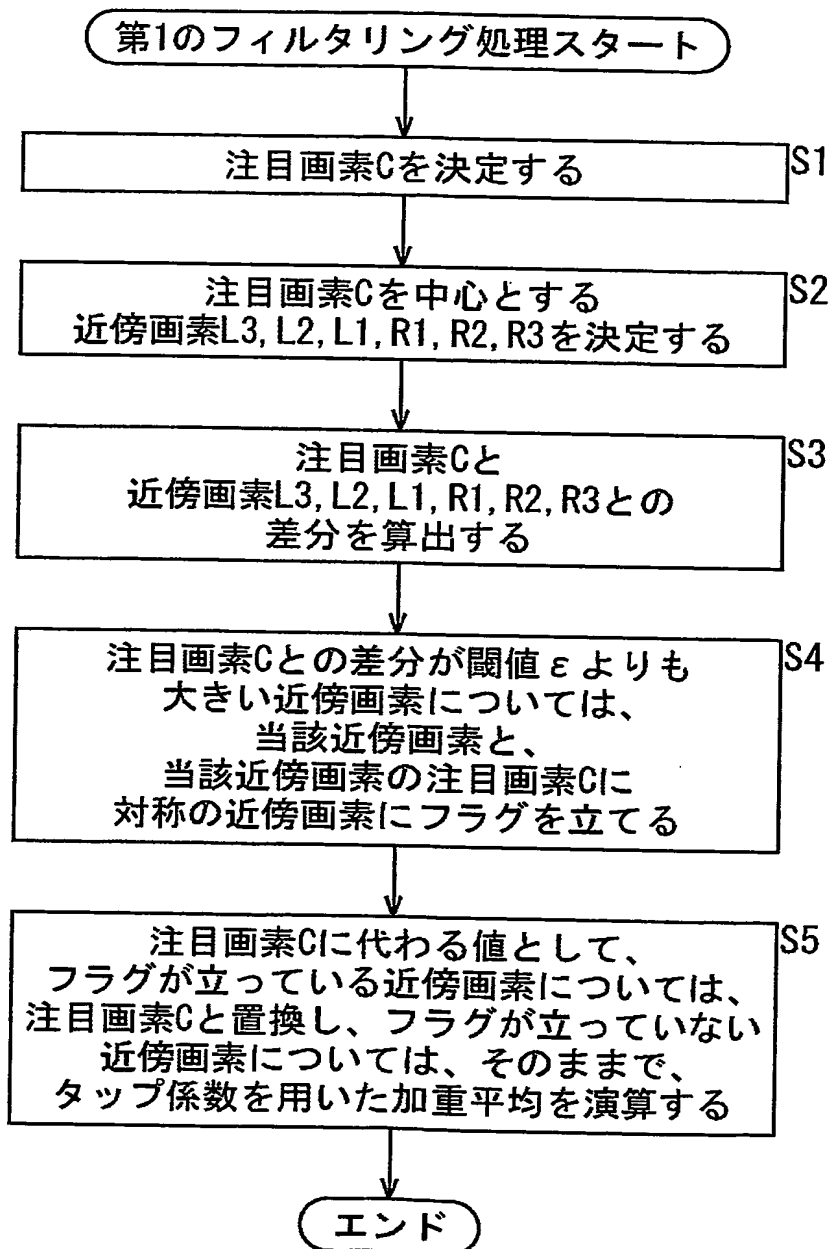 第1のフィルタリング処理スタート
注目画素Cを決定する
S1
注目画素Cを中心とする
近傍画素L3, L2, L1, R1, R2, R3を決定する
S2
注目画素Cと
近傍画素L3, L2, L1, R1, R2, R3との
差分を算出する
S3
注目画素Cとの差分が閾値εよりも
大きい近傍画素については、
当該近傍画素と、
当該近傍画素の注目画素Cに
対称の近傍画素にフラグを立てる
S4
注目画素Cに代わる値として、
フラグが立っている近傍画素については、
注目画素Cと置換し、フラグが立っていない
近傍画素については、そのままで、
タップ係数を用いた加重平均を演算する
S5
エンド